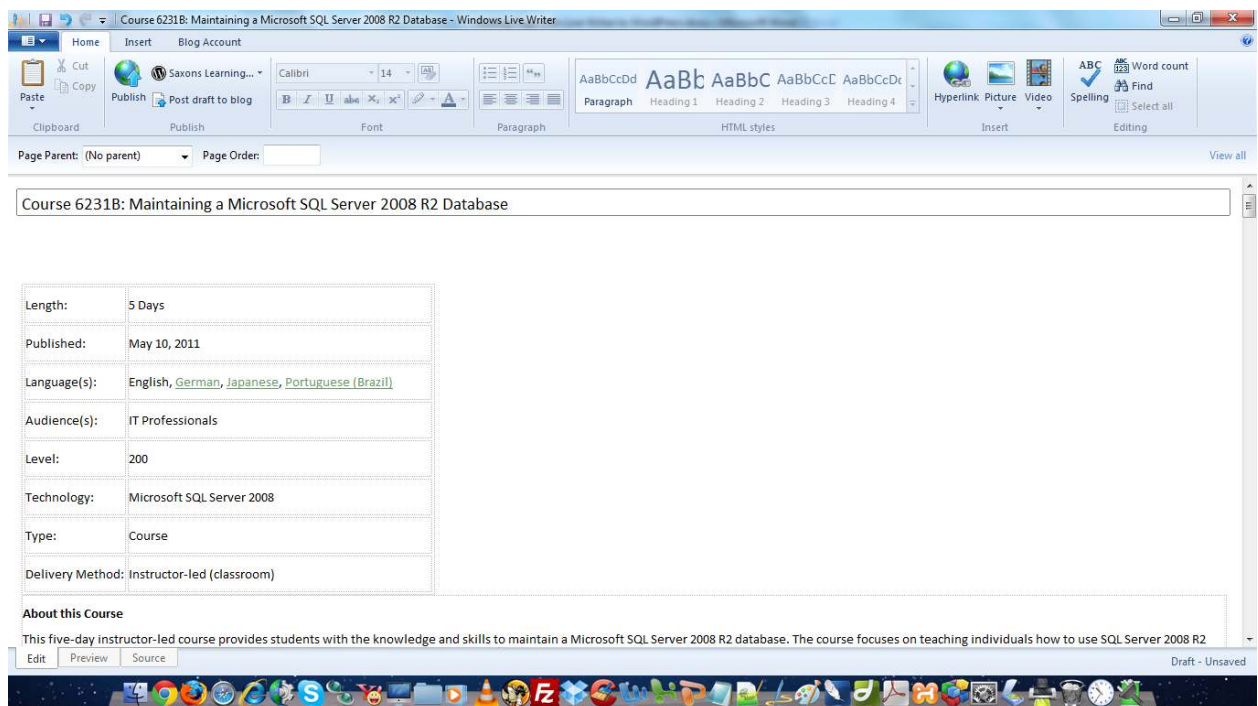 Course 6231B: Maintaining a Microsoft SQL Server 2008 R2 Database - Windows Live Writer
Home Insert Blog Account
Paste Cut Copy
Clipboard
Publish Saxons Learning... Post draft to blog
Publish
Calibri 14
B I U abc X₂ X² A
Font
Paragraph
AaBbCcDd AaBb AaBbC AaBbCcC AaBbCcDc
Paragraph Heading 1 Heading 2 Heading 3 Heading 4
HTML styles
Hyperlink Picture Video
Insert
ABC Spelling ABC 123 Word count Find Select all
Editing
Page Parent: (No parent) Page Order: View all
Course 6231B: Maintaining a Microsoft SQL Server 2008 R2 Database
Length: 5 Days
Published: May 10, 2011
Language(s): English, German, Japanese, Portuguese (Brazil)
Audience(s): IT Professionals
Level: 200
Technology: Microsoft SQL Server 2008
Type: Course
Delivery Method: Instructor-led (classroom)
About this Course
This five-day instructor-led course provides students with the knowledge and skills to maintain a Microsoft SQL Server 2008 R2 database. The course focuses on teaching individuals how to use SQL Server 2008 R2
Edit Preview Source Draft - Unsaved